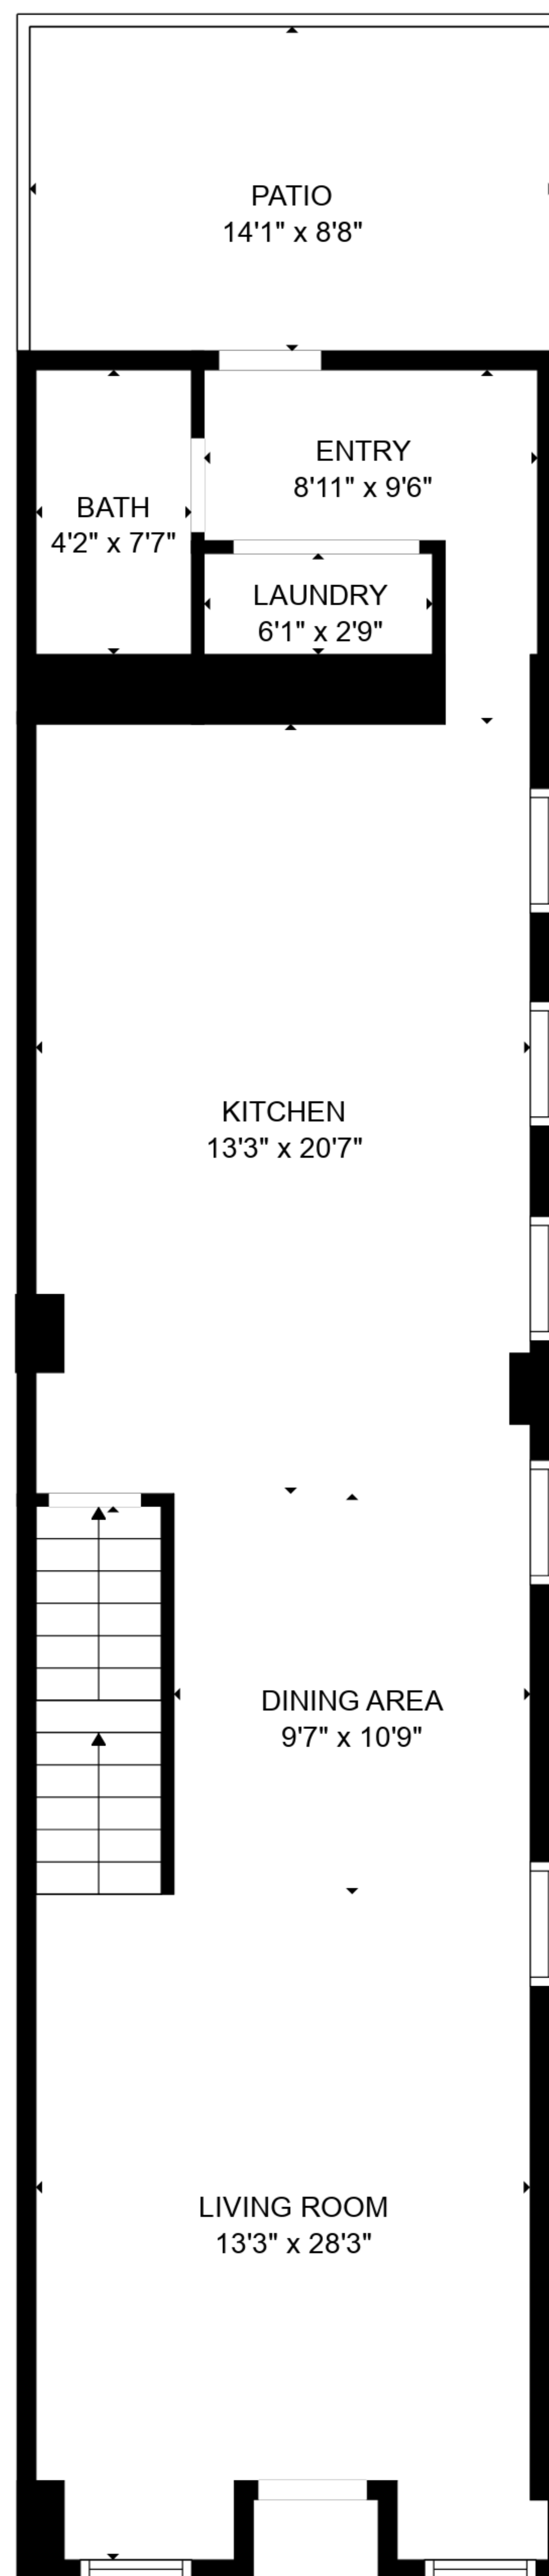 PATIO
14'1" x 8'8"
ENTRY
8'11" x 9'6"
BATH
4'2" x 7'7"
LAUNDRY
6'1" x 2'9"
KITCHEN
13'3" x 20'7"
DINING AREA
9'7" x 10'9"
LIVING ROOM
13'3" x 28'3"